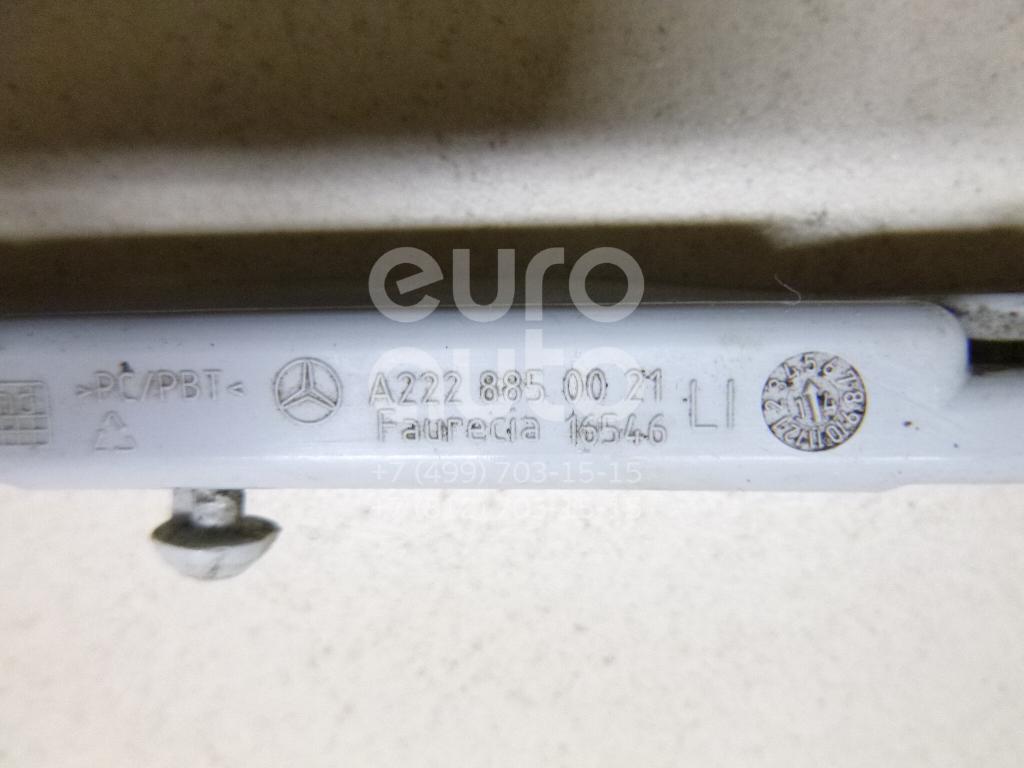 euro
auto
>PC/PBT<
A222 885 00 21
LI
Faurecia 16546
+7 (499) 703-15-15